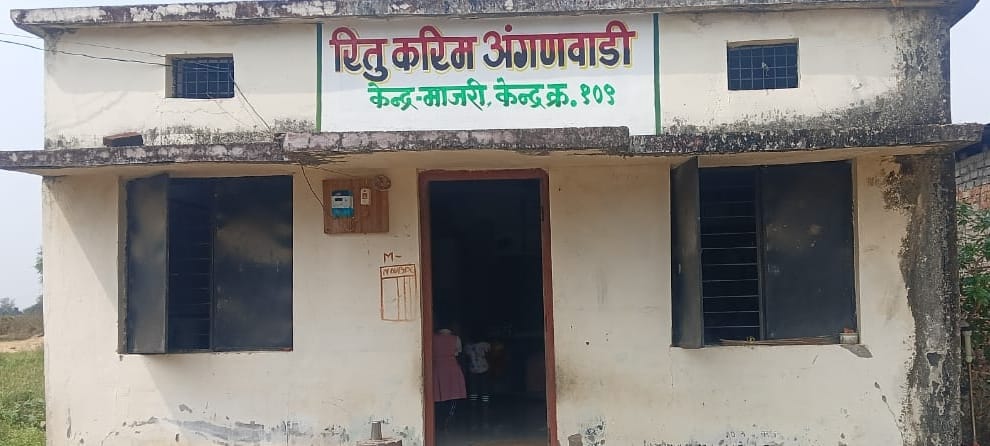 रितु करिम अंगणवाडी
केन्द्र-माजरी, केन्द्र क्र. १०९
M-